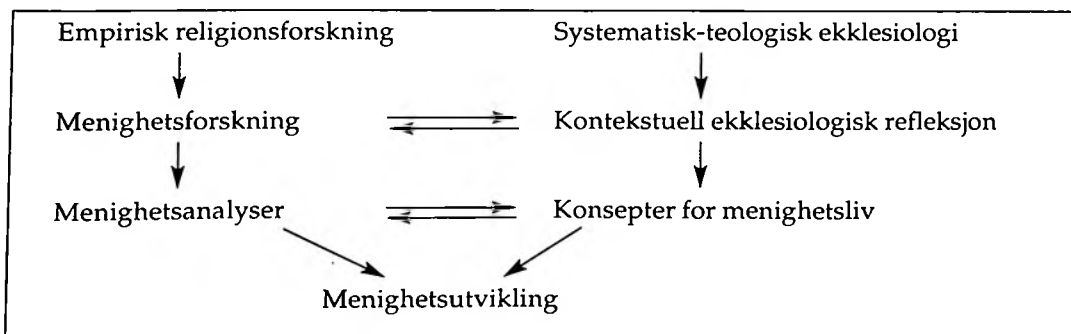 Empirisk religionsforskning
Systematisk-teologisk ekklesiologi
Menighetsforskning
Kontekstuell ekklesiologisk refleksjon
Menighetsanalyser
Konsepter for menighetsliv
Menighetsutvikling